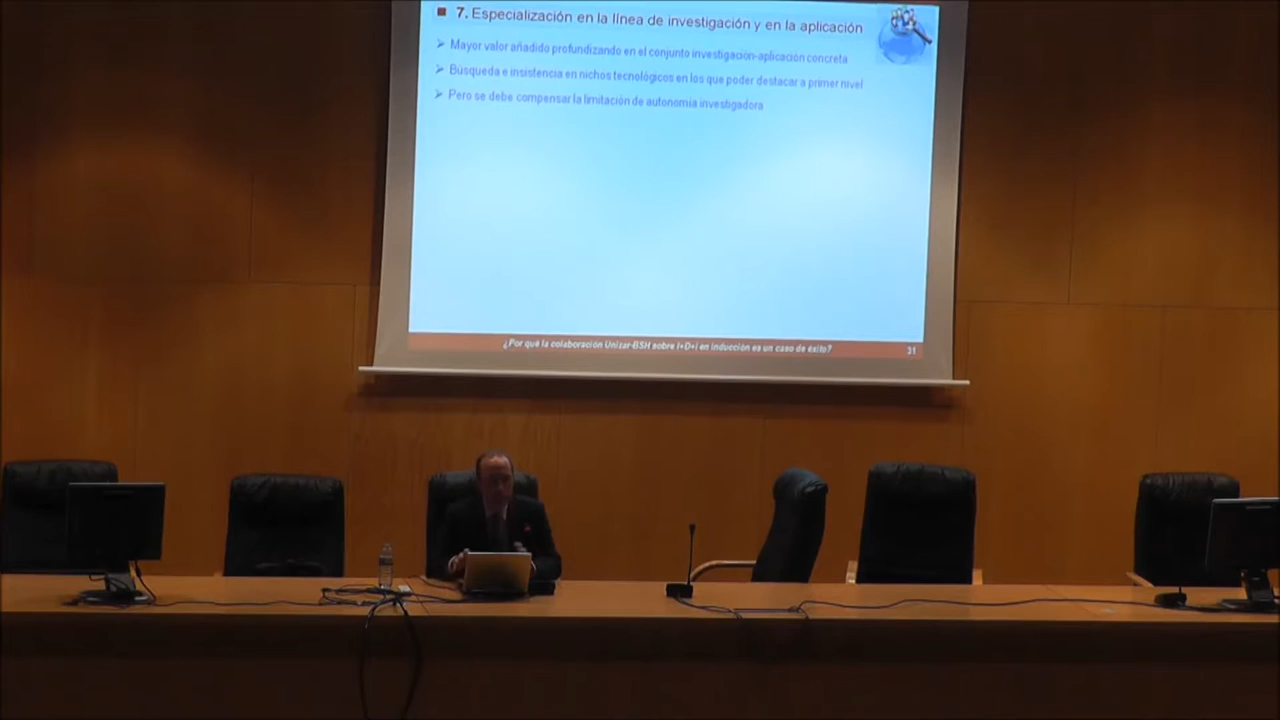 7. Especialización en la línea de investigación y en la aplicación
Mayor valor añadido profundizando en el conjunto investigación-aplicación concreta
Búsqueda e insistencia en nichos tecnológicos en los que poder destacar a primer nivel
Pero se debe compensar la limitación de autonomía investigadora
¿Por qué la colaboración Unizar-BSH sobre I+D+i en inducción es un caso de éxito?
31